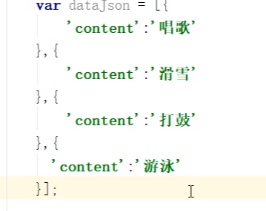 var dataJson = [{
'content':'唱歌'
},{
'content':'滑雪'
},{
'content':'打鼓'
},{
'content':'游泳'
}];